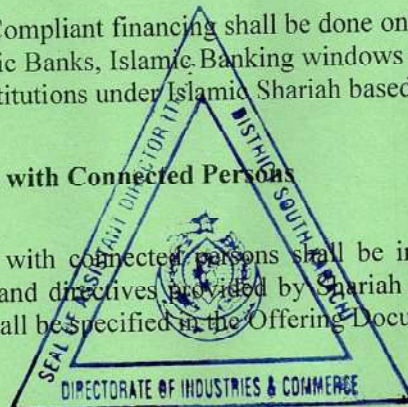 Compliant financing shall be done on
ic Banks, Islamic Banking windows
titutions under Islamic Shariah based
with Connected Persons
with connected persons shall be in
and directives provided by Shariah
all be specified in the Offering Docu
SEAL OF ASSISTANT DIRECTOR
DISTRICT SOUTH KARACHI
DIRECTORATE OF INDUSTRIES & COMMERCE